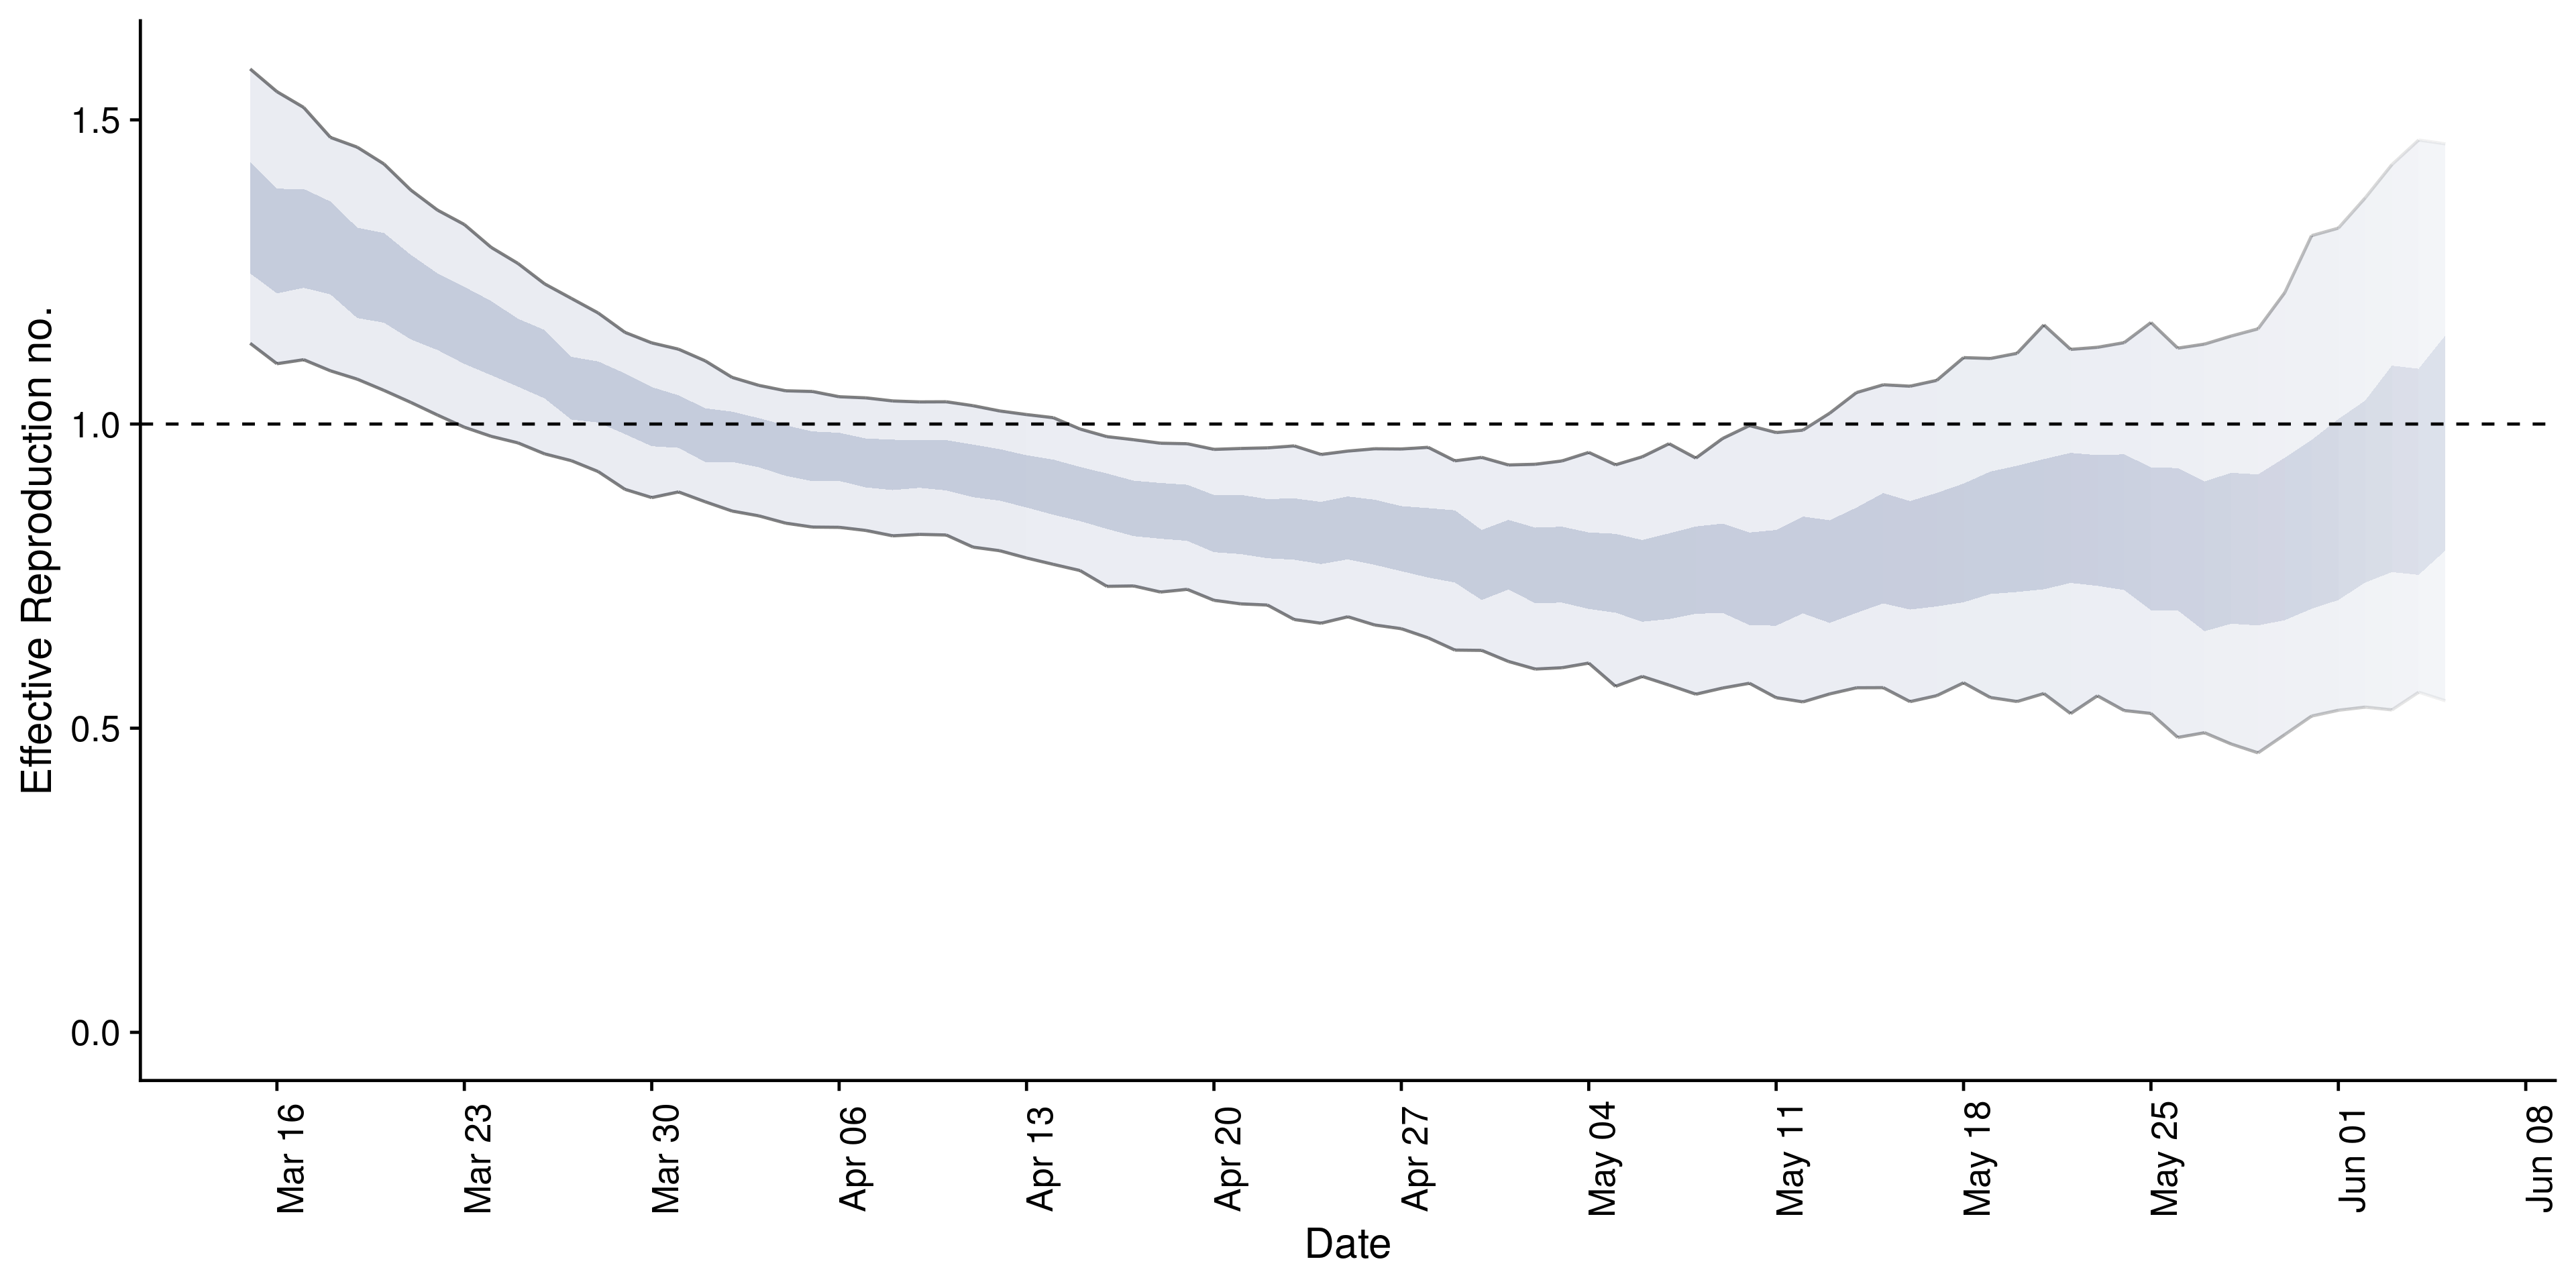 Effective Reproduction no.
1.5
1.0
0.5
0.0
Mar 16
Mar 23
Mar 30
Apr 06
Apr 13
Apr 20
Apr 27
May 04
May 11
May 18
May 25
Jun 01
Jun 08
Date